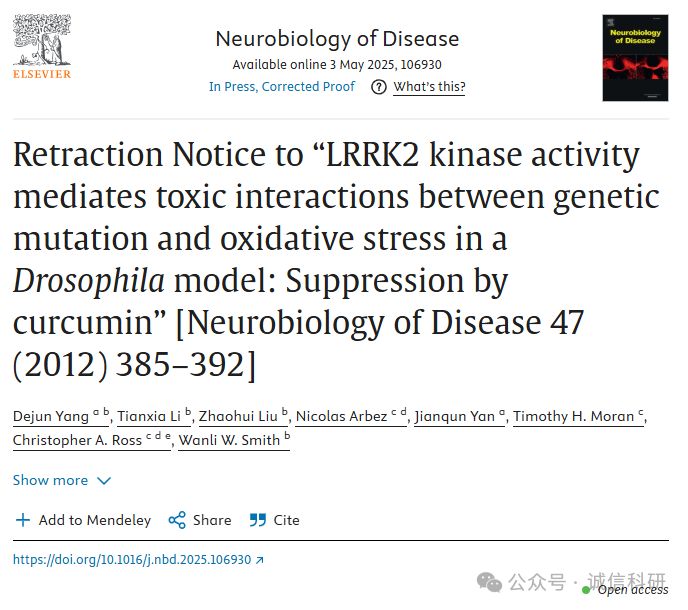 ELSEVIER
Neurobiology of Disease
Available online 3 May 2025, 106930
In Press, Corrected Proof ? What's this?
Neurobiology
of Disease
Retraction Notice to “LRRK2 kinase activity
mediates toxic interactions between genetic
mutation and oxidative stress in a
Drosophila model: Suppression by
curcumin” [Neurobiology of Disease 47
(2012) 385–392]
Dejun Yang a b, Tianxia Li b, Zhaohui Liu b, Nicolas Arbez c d, Jianqun Yan a, Timothy H. Moran c,
Christopher A. Ross c d e, Wanli W. Smith b
Show more
Add to Mendeley Share Cite
https://doi.org/10.1016/j.nbd.2025.106930
公众号 · 诚信科研
Open access